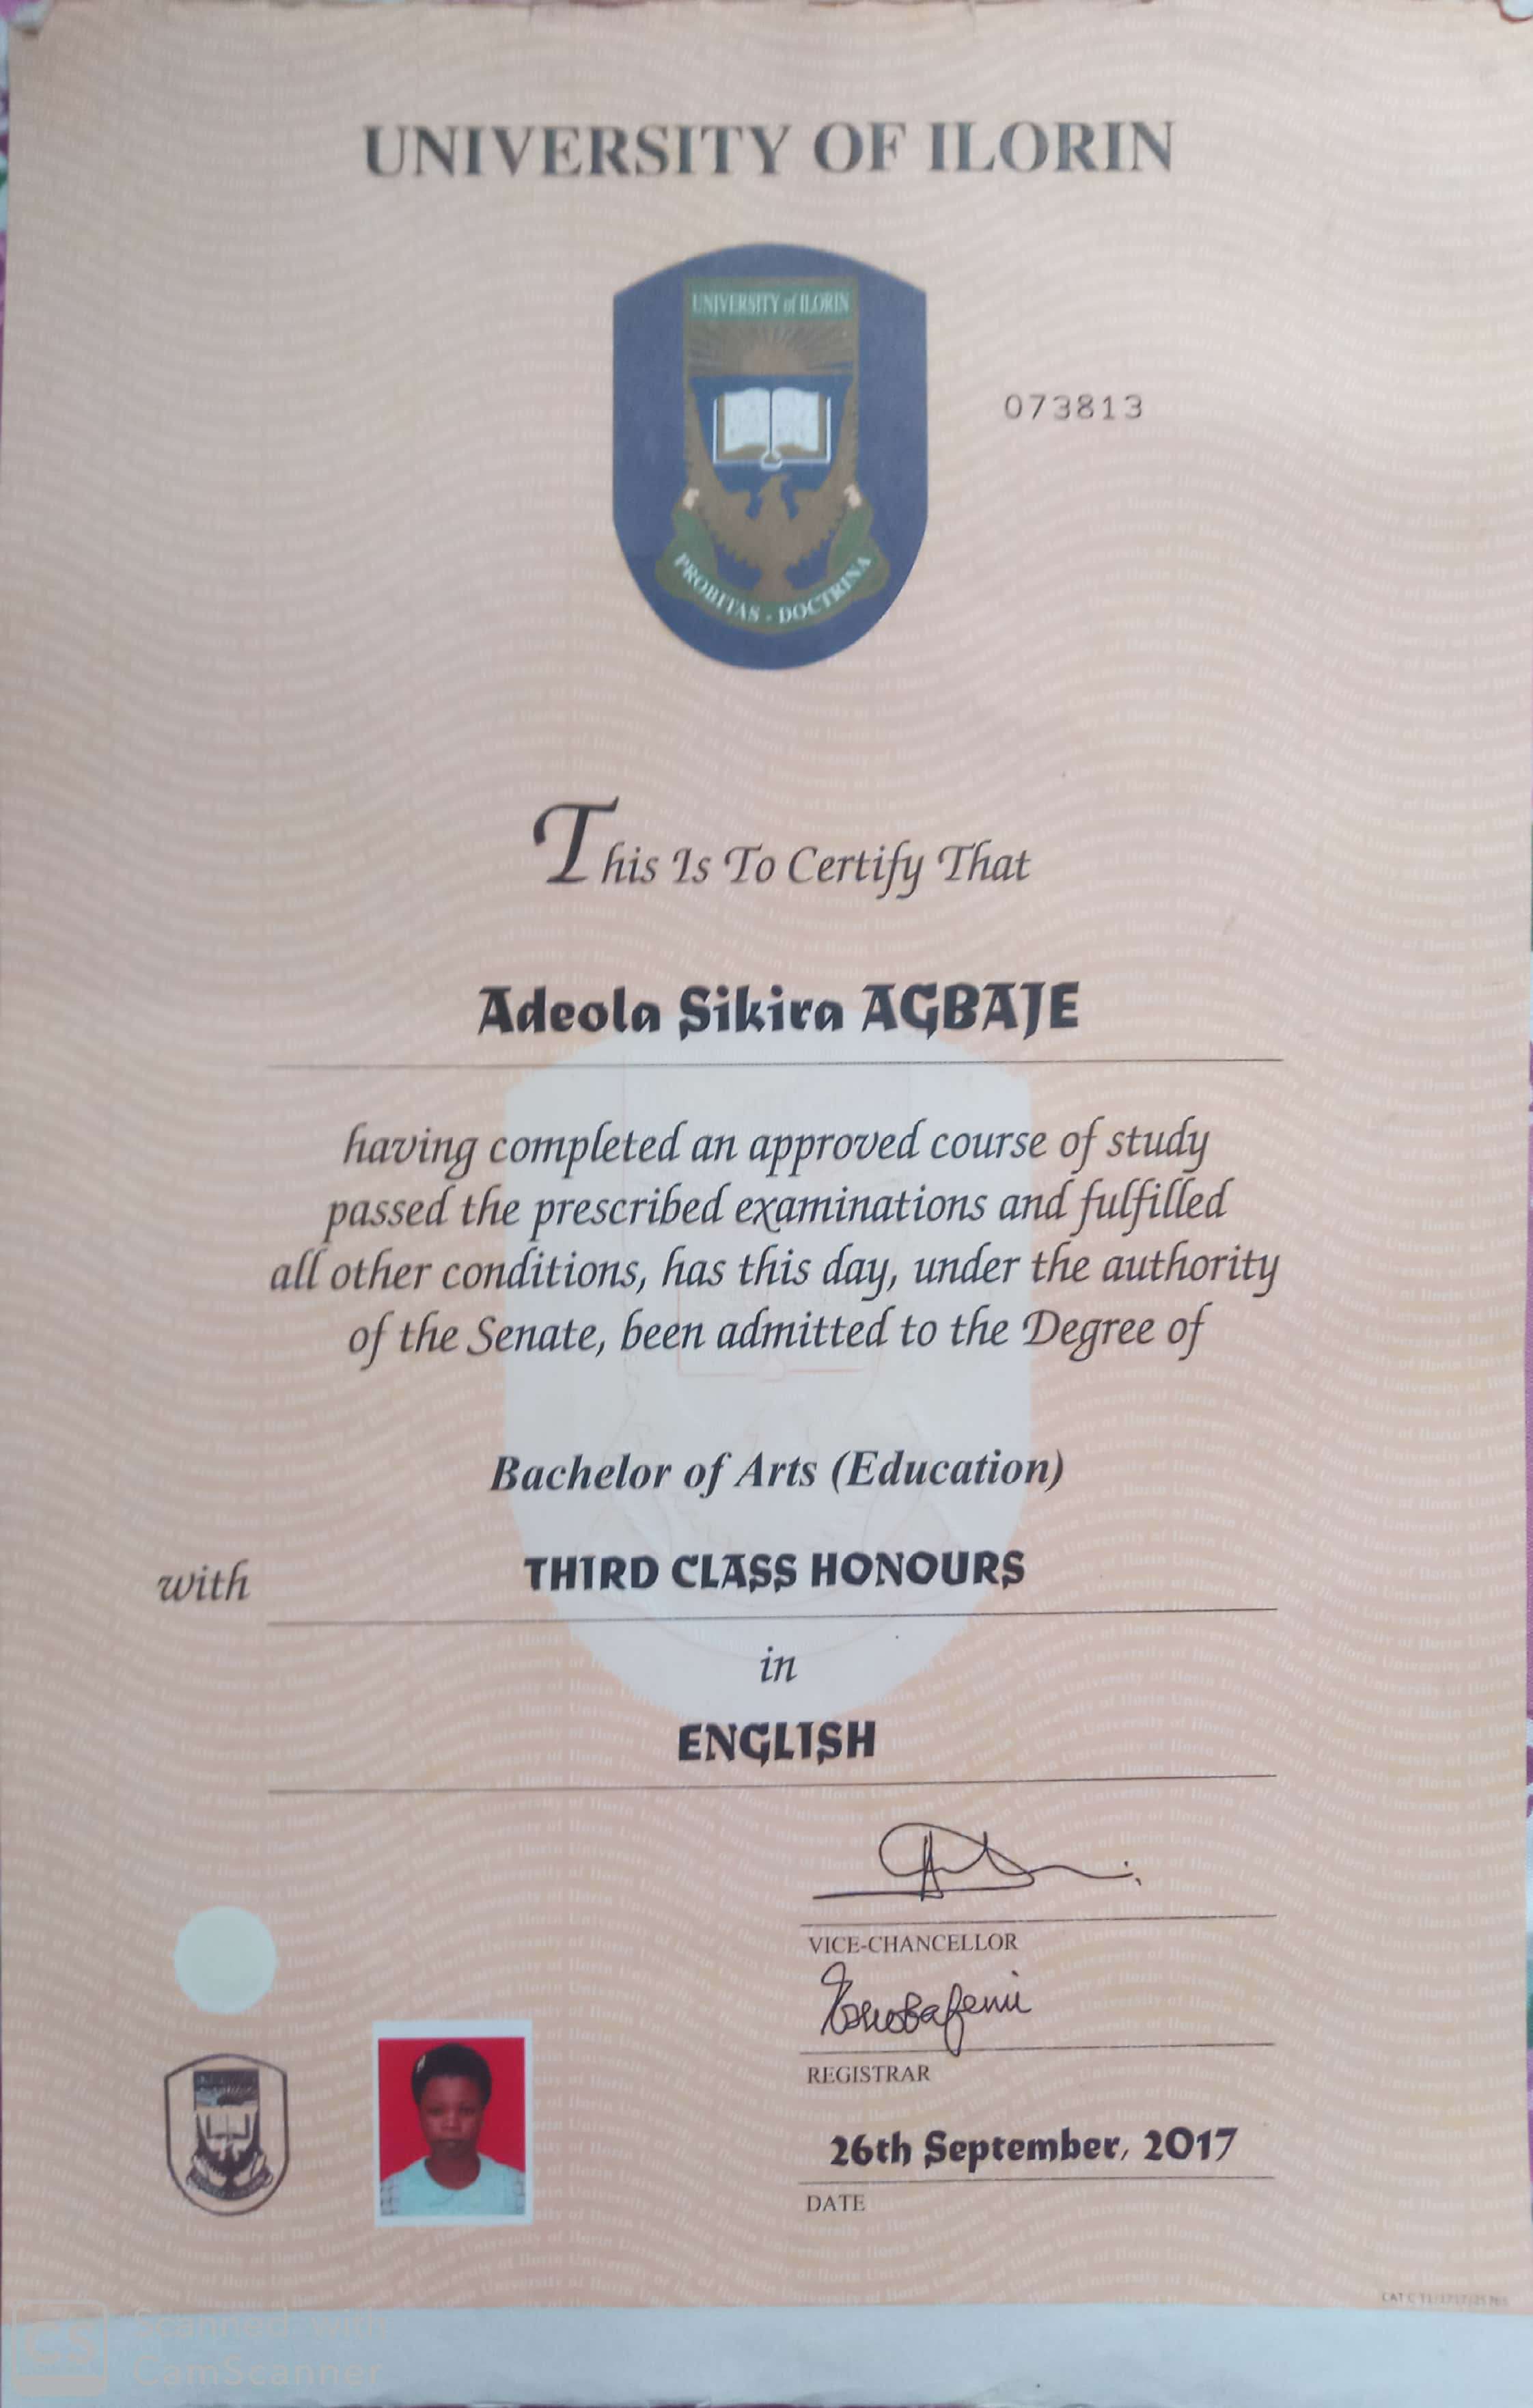 UNIVERSITY OF ILORIN
UNIVERSITY of ILORIN
073813
PROBITAS - DOCTRINA
This Is To Certify That
Adeola Sikira AGBAJE
having completed an approved course of study
passed the prescribed examinations and fulfilled
all other conditions, has this day, under the authority
of the Senate, been admitted to the Degree of
Bachelor of Arts (Education)
with THIRD CLASS HONOURS
in
ENGLISH
VICE-CHANCELLOR
REGISTRAR
26th September, 2017
DATE
CS Scanned with
CamScanner